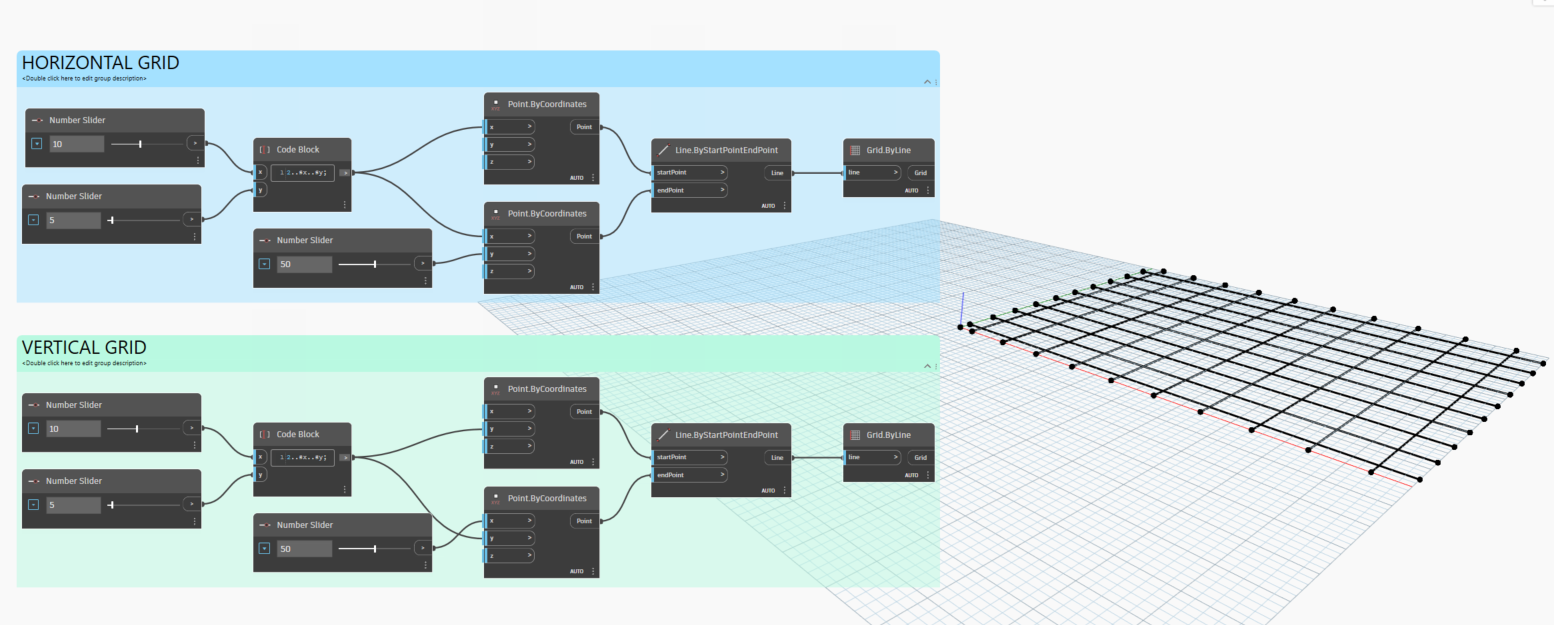 HORIZONTAL GRID
<Double click here to edit group description>
Number Slider
10
>
Number Slider
5
>
Code Block
x
y
1 2..#x..#y;
>
Number Slider
50
>
Point.ByCoordinates
x >
y >
z >
Point
AUTO
Point.ByCoordinates
x >
y >
z >
Point
AUTO
Line.ByStartPointEndPoint
startPoint >
endPoint >
Line
AUTO
Grid.ByLine
line >
Grid
AUTO
VERTICAL GRID
<Double click here to edit group description>
Number Slider
10
>
Number Slider
5
>
Code Block
x
y
1 2..#x..#y;
>
Number Slider
50
>
Point.ByCoordinates
x >
y >
z >
Point
AUTO
Point.ByCoordinates
x >
y >
z >
Point
AUTO
Line.ByStartPointEndPoint
startPoint >
endPoint >
Line
AUTO
Grid.ByLine
line >
Grid
AUTO